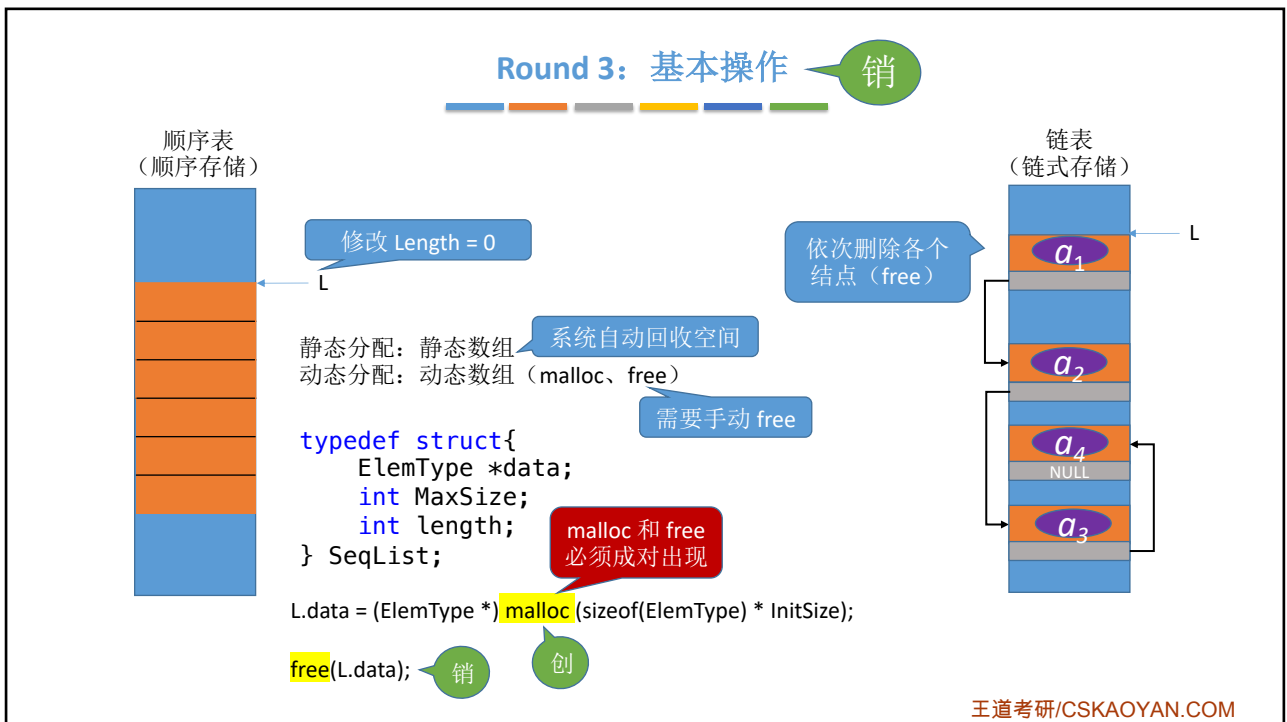 Round 3：基本操作
销
顺序表
（顺序存储）
修改 Length = 0
L
静态分配：静态数组
系统自动回收空间
动态分配：动态数组（malloc、free）
需要手动 free
typedef struct{
    ElemType *data;
    int MaxSize;
    int length;
} SeqList;
malloc 和 free
必须成对出现
L.data = (ElemType *) malloc (sizeof(ElemType) * InitSize);
创
free(L.data);
销
链表
（链式存储）
依次删除各个
结点（free）
L
a1
a2
a4
NULL
a3
王道考研/CSKAOYAN.COM